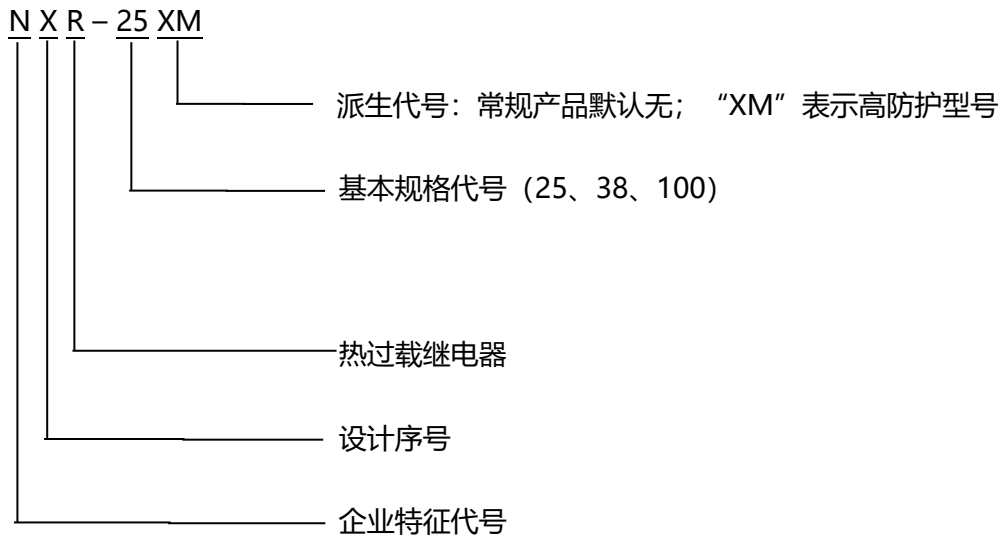 N X R – 25 XM
派生代号：常规产品默认无；“XM”表示高防护型号
基本规格代号（25、38、100）
热过载继电器
设计序号
企业特征代号